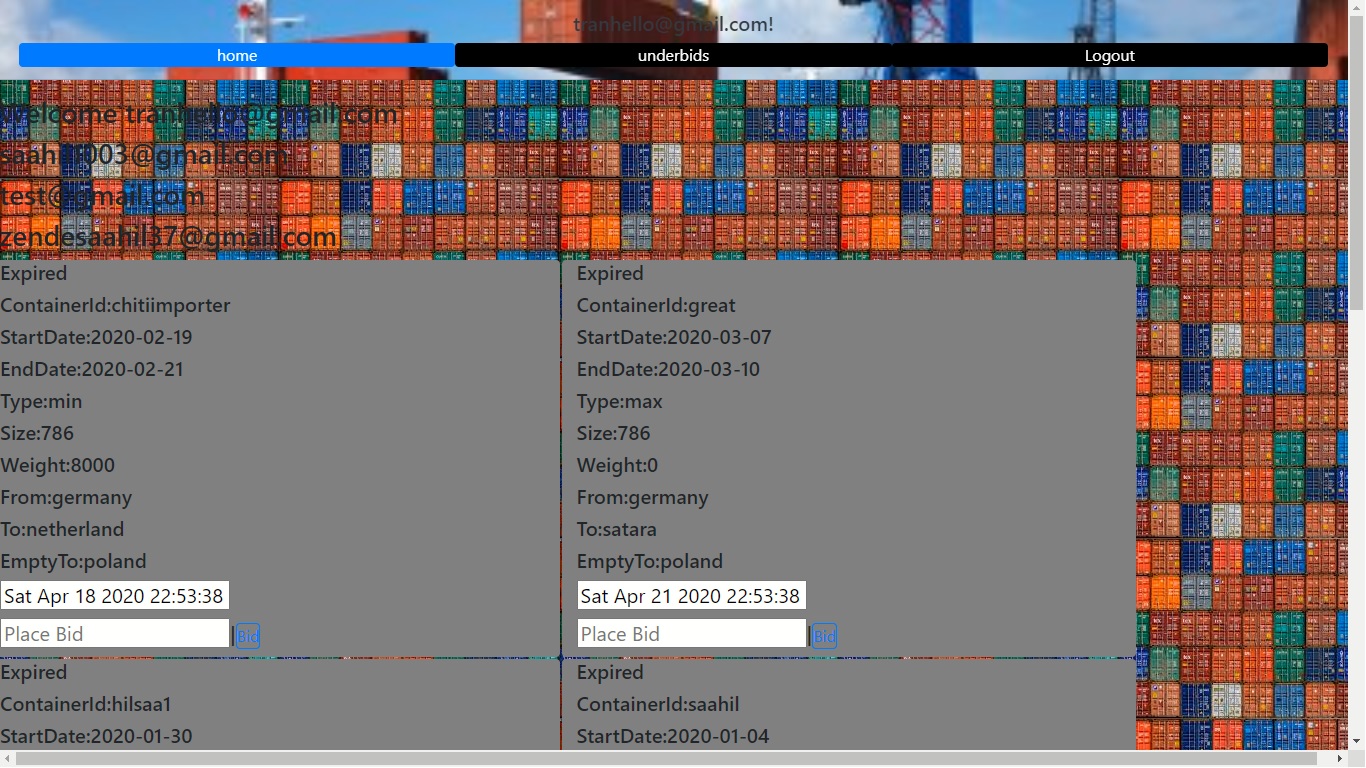 tranhello@gmail.com!
home underbids Logout
Welcome tranhello@gmail.com
test@gmail.com
zendesaahil37@gmail.com
Expired Expired
ContainerId:chitiimporter ContainerId:great
StartDate:2020-02-19 StartDate:2020-03-07
EndDate:2020-02-21 EndDate:2020-03-10
Type:min Type:max
Size:786 Size:786
Weight:8000 Weight:0
From:germany From:germany
To:netherland To:satara
EmptyTo:poland EmptyTo:poland
Sat Apr 18 2020 22:53:38 Sat Apr 21 2020 22:53:38
Place Bid |Bid Place Bid |Bid
Expired Expired
ContainerId:hilsaa1 ContainerId:saahil
StartDate:2020-01-30 StartDate:2020-01-04